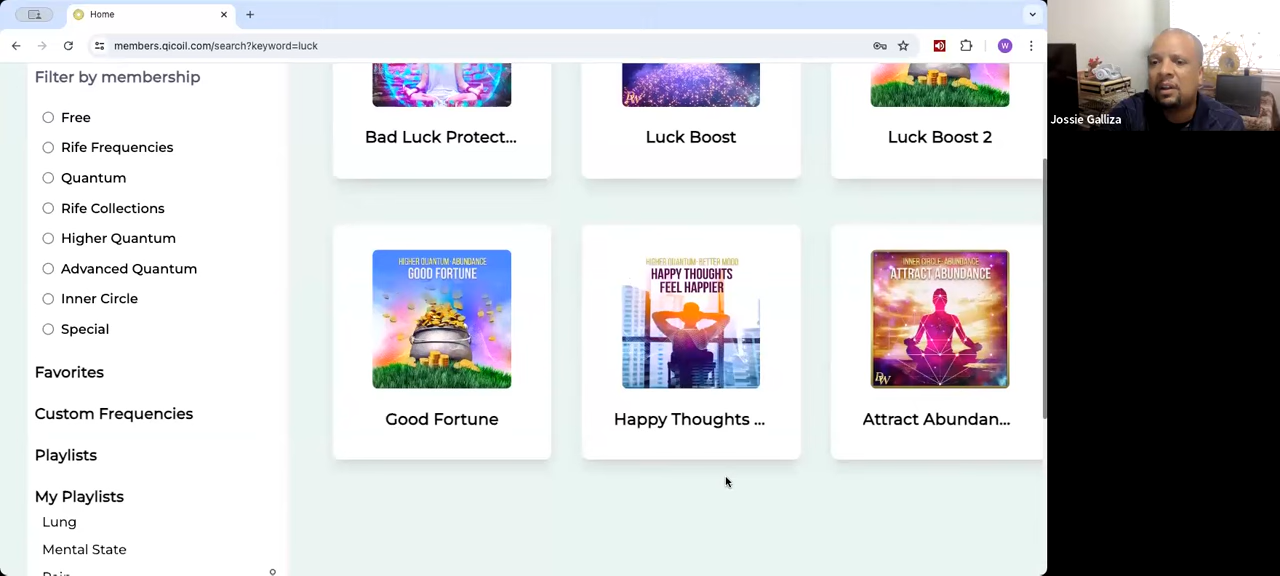 Home
members.qicoil.com/search?keyword=luck
W
Jossie Galliza
Filter by membership
Free
Rife Frequencies
Quantum
Rife Collections
Higher Quantum
Advanced Quantum
Inner Circle
Special
Favorites
Custom Frequencies
Playlists
My Playlists
Lung
Mental State
Pain
Bad Luck Protect...
DW
Luck Boost
Luck Boost 2
HIGHER QUANTUM-ABUNDANCE
GOOD FORTUNE
Good Fortune
HIGHER QUANTUM-BETTER MOOD
HAPPY THOUGHTS
FEEL HAPPIER
Happy Thoughts ...
INNER CIRCLE-ABUNDANCE
ATTRACT ABUNDANCE
DW
Attract Abundan...